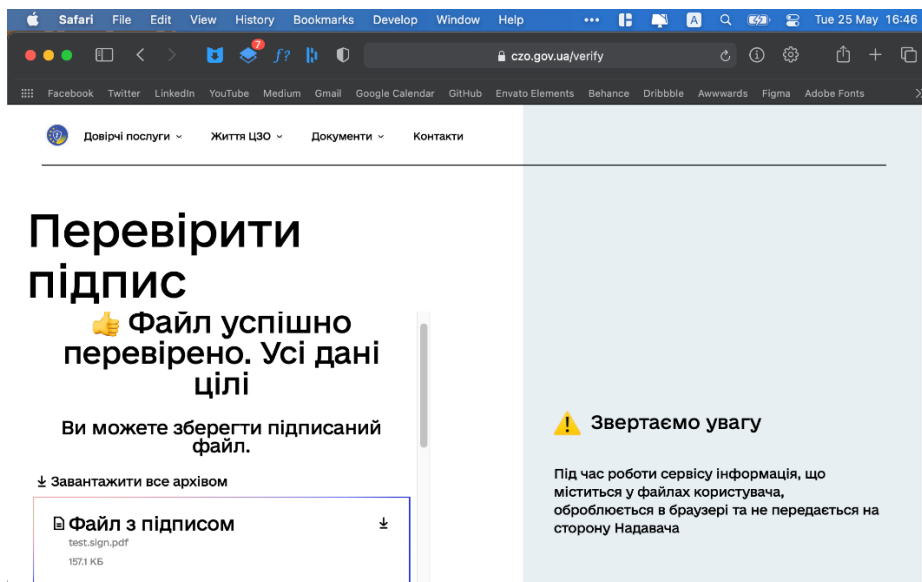 Safari File Edit View History Bookmarks Develop Window Help ••• A Tue 25 May 16:46
7 f? czo.gov.ua/verify
Facebook Twitter LinkedIn YouTube Medium Gmail Google Calendar GitHub Envato Elements Behance Dribbble Awwwards Figma Adobe Fonts
Довірчі послуги Життя ЦЗО Документи Контакти
Перевірити
підпис
👍 Файл успішно
перевірено. Усі дані
цілі
Ви можете зберегти підписаний
файл.
Завантажити все архівом
Файл з підписом
test.sign.pdf
157.1 КБ
⚠️ Звертаємо увагу
Під час роботи сервісу інформація, що
міститься у файлах користувача,
оброблюється в браузері та не передається на
сторону Надавача